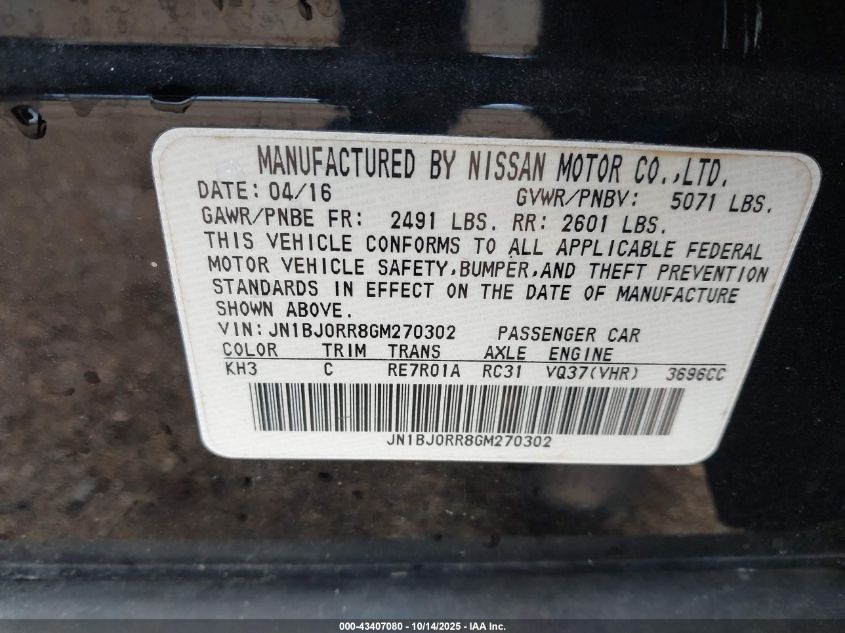 MANUFACTURED BY NISSAN MOTOR CO.,LTD.
DATE: 04/16 GVWR/PNBV: 5071 LBS.
GAWR/PNBE FR: 2491 LBS. RR: 2601 LBS.
THIS VEHICLE CONFORMS TO ALL APPLICABLE FEDERAL
MOTOR VEHICLE SAFETY,BUMPER,AND THEFT PREVENTION
STANDARDS IN EFFECT ON THE DATE OF MANUFACTURE
SHOWN ABOVE.
VIN:JN1BJ0RR8GM270302 PASSENGER CAR
COLOR TRIM TRANS AXLE ENGINE
KH3 C RE7R01A RC31 VQ37(VHR) 3696CC
JN1BJ0RR8GM270302
000-43407080 - 10/14/2025 - IAA Inc.